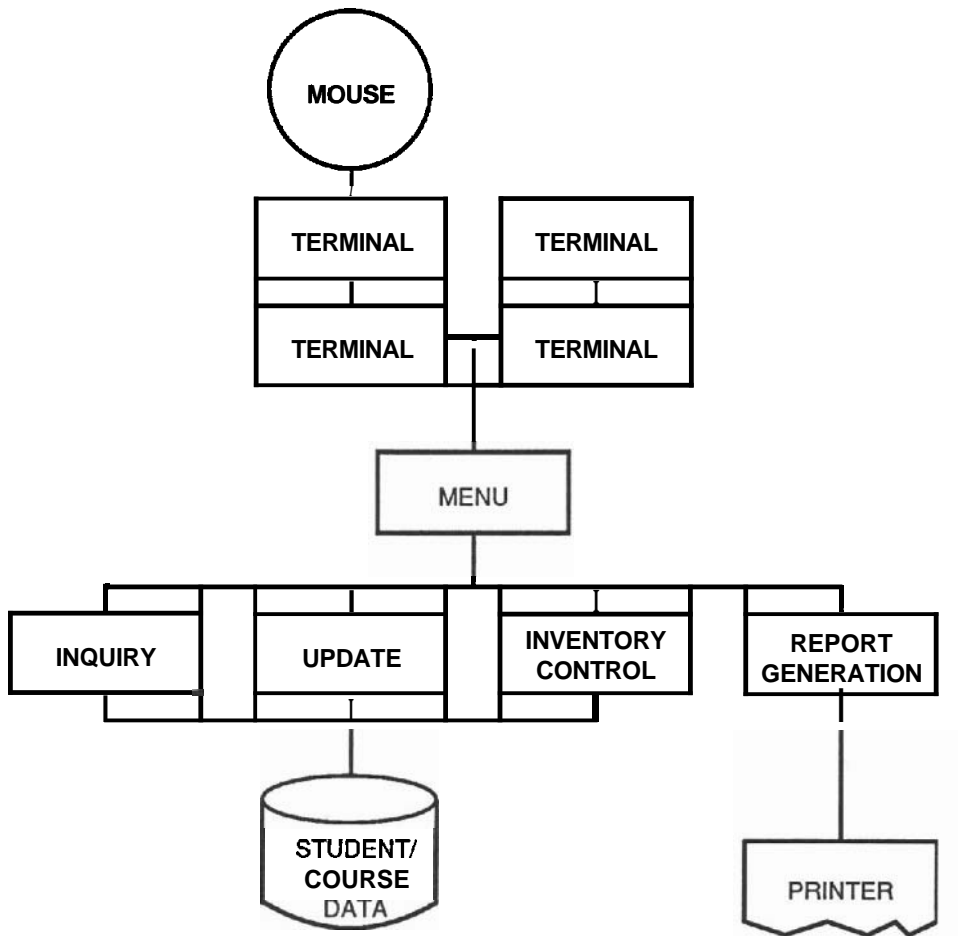 MOUSE
TERMINAL
TERMINAL
TERMINAL
TERMINAL
MENU
INQUIRY
UPDATE
INVENTORY
CONTROL
REPORT
GENERATION
STUDENT/
COURSE
DATA
PRINTER